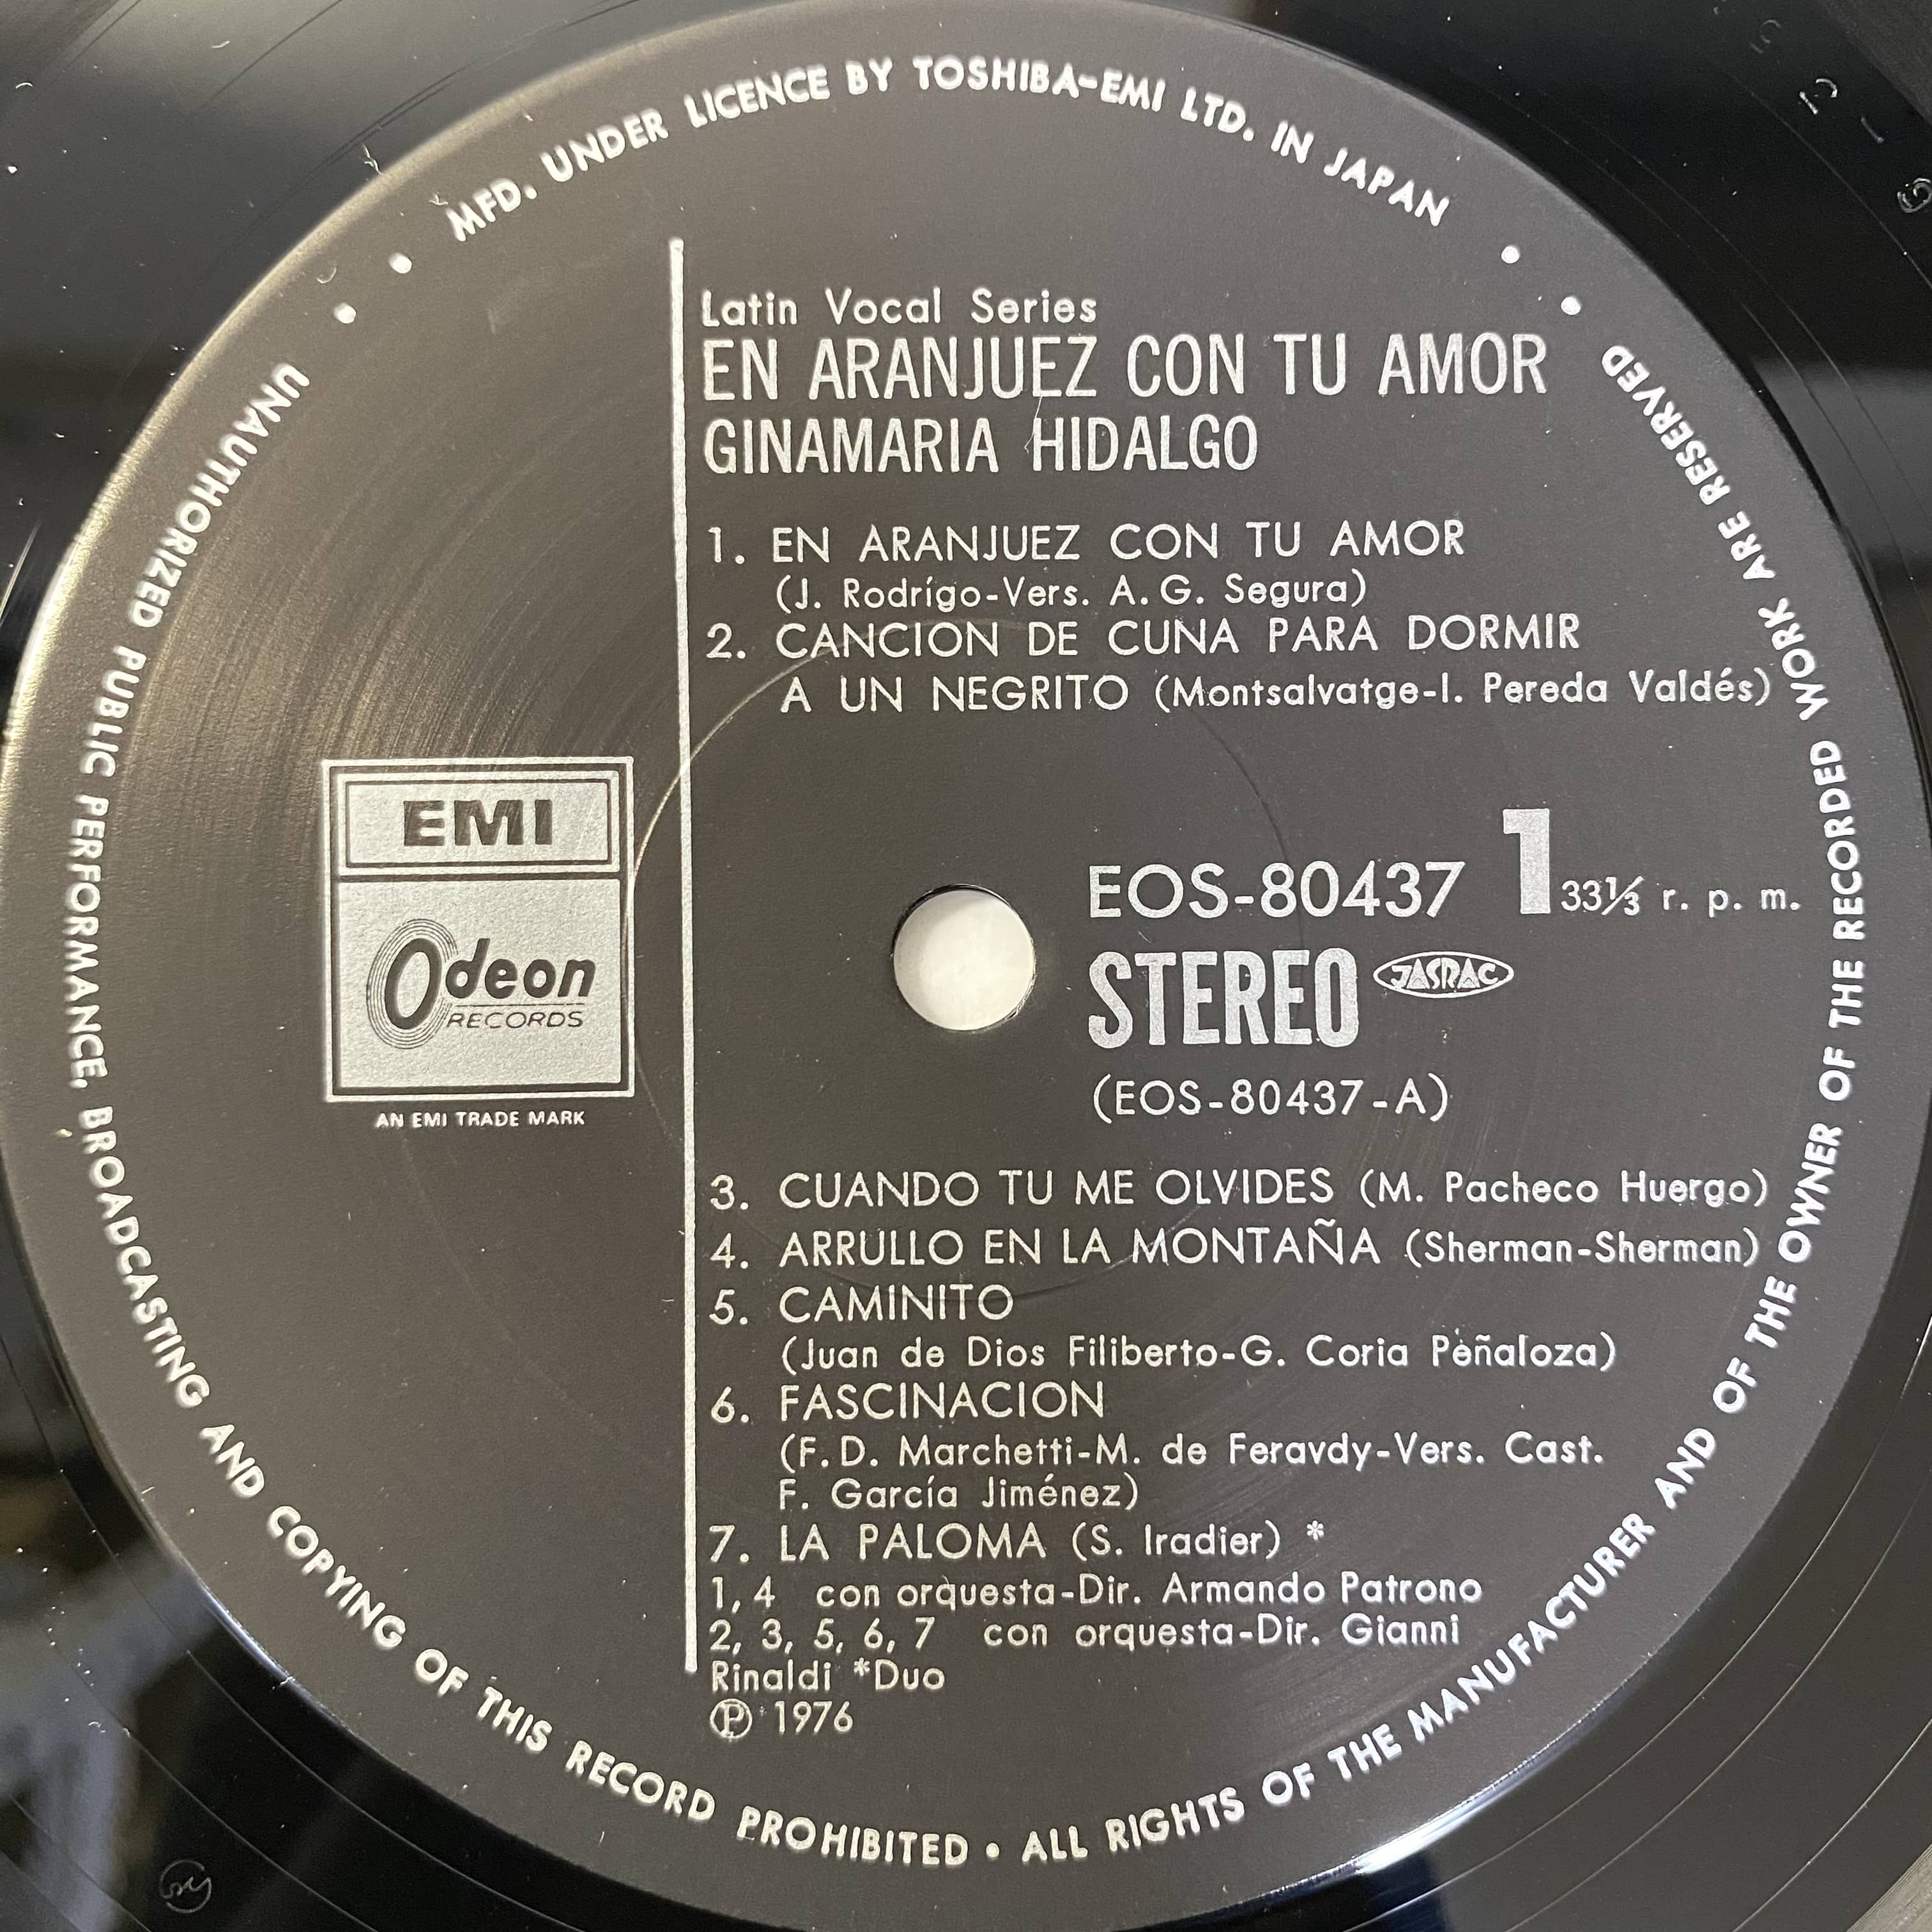 MFD. UNDER LICENCE BY TOSHIBA-EMI LTD. IN JAPAN
Latin Vocal Series
EN ARANJUEZ CON TU AMOR
GINAMARIA HIDALGO
1. EN ARANJUEZ CON TU AMOR
(J. Rodrígo-Vers. A.G. Segura)
2. CANCION DE CUNA PARA DORMIR
A UN NEGRITO (Montsalvatge-I. Pereda Valdés)
EMI
Odeon
RECORDS
AN EMI TRADE MARK
EOS-80437 1 33⅓ r. p. m.
STEREO JASRAC
(EOS-80437-A)
3. CUANDO TU ME OLVIDES (M. Pacheco Huergo)
4. ARRULLO EN LA MONTAÑA (Sherman-Sherman)
5. CAMINITO
(Juan de Dios Filiberto-G. Coria Peñaloza)
6. FASCINACION
(F.D. Marchetti-M. de Feravdy-Vers. Cast.
F. García Jiménez)
7. LA PALOMA (S. Iradier) *
1,4 con orquesta-Dir. Armando Patrono
2, 3, 5, 6, 7 con orquesta-Dir. Gianni
Rinaldi *Duo
Ⓟ 1976
UNAUTHORIZED PUBLIC PERFORMANCE, BROADCASTING AND COPYING OF THIS RECORD PROHIBITED • ALL RIGHTS OF THE MANUFACTURER AND OF THE OWNER OF THE RECORDED WORK ARE RESERVED